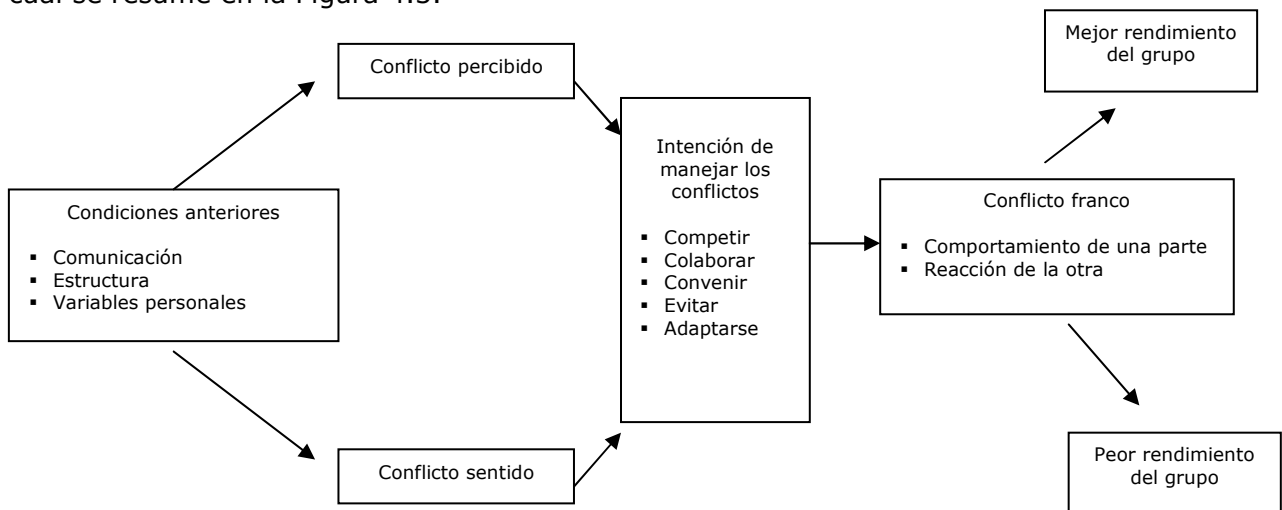 cual se resume en la Figura 4.5.
Conflicto percibido
Mejor rendimiento
del grupo
Condiciones anteriores
▪ Comunicación
▪ Estructura
▪ Variables personales
Intención de
manejar los
conflictos
▪ Competir
▪ Colaborar
▪ Convenir
▪ Evitar
▪ Adaptarse
Conflicto franco
▪ Comportamiento de una parte
▪ Reacción de la otra
Conflicto sentido
Peor rendimiento
del grupo